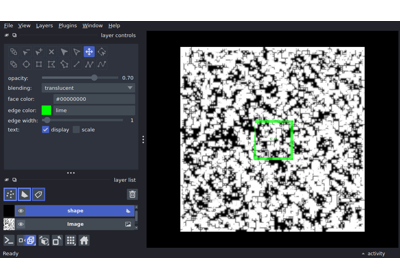 File View Layers Plugins Window Help
layer controls
opacity: 0.70
blending: translucent
face color: #00000000
edge color: lime
edge width: 1
text: display scale
layer list
shape
Image
Ready
activity